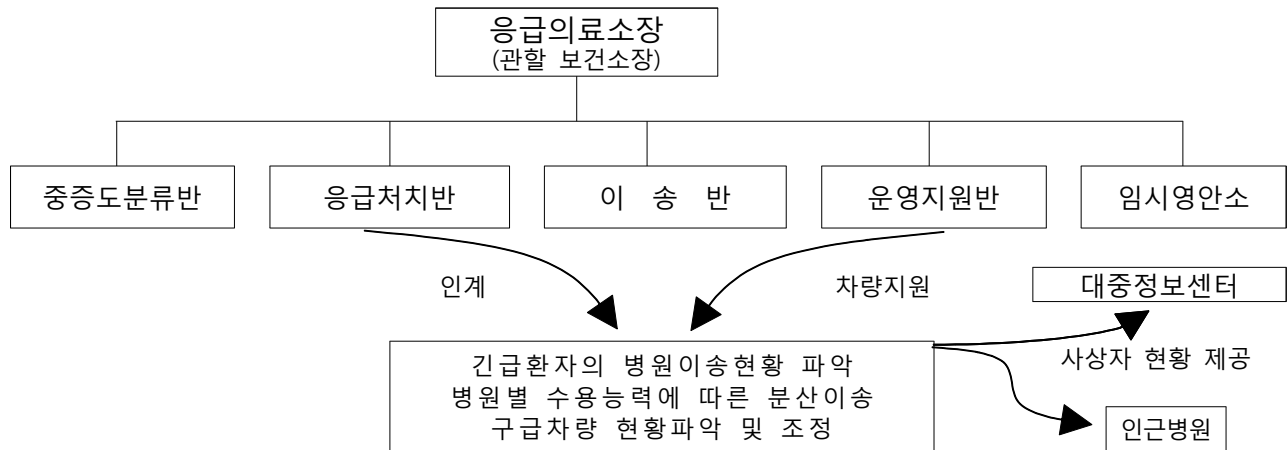 응급의료소장
(관할 보건소장)
중증도분류반
응급처치반
이 송 반
운영지원반
임시영안소
인계
차량지원
대중정보센터
긴급환자의 병원이송현황 파악
병원별 수용능력에 따른 분산이송
구급차량 현황파악 및 조정
사상자 현황 제공
인근병원